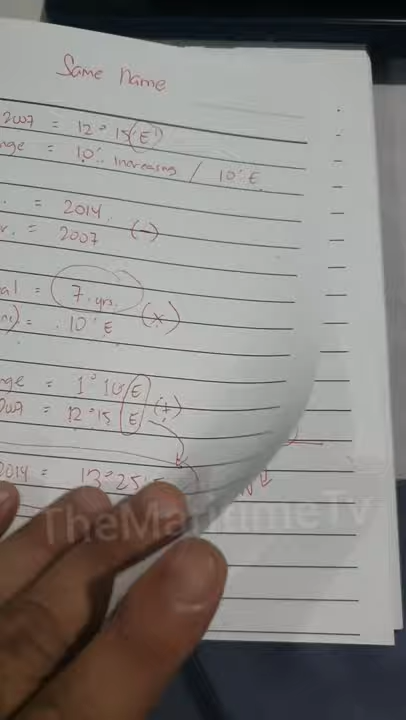 Same Name
2007 = 12° 15' (E)
nge = 10' increasing / 10' E
= 2014
r. = 2007 (-)
al = 7 yrs.
= 10' E (x)
nge = 1° 10' E
2007 = 12° 15' E (+)
2014 = 13° 25' E
TheMaritimeTv